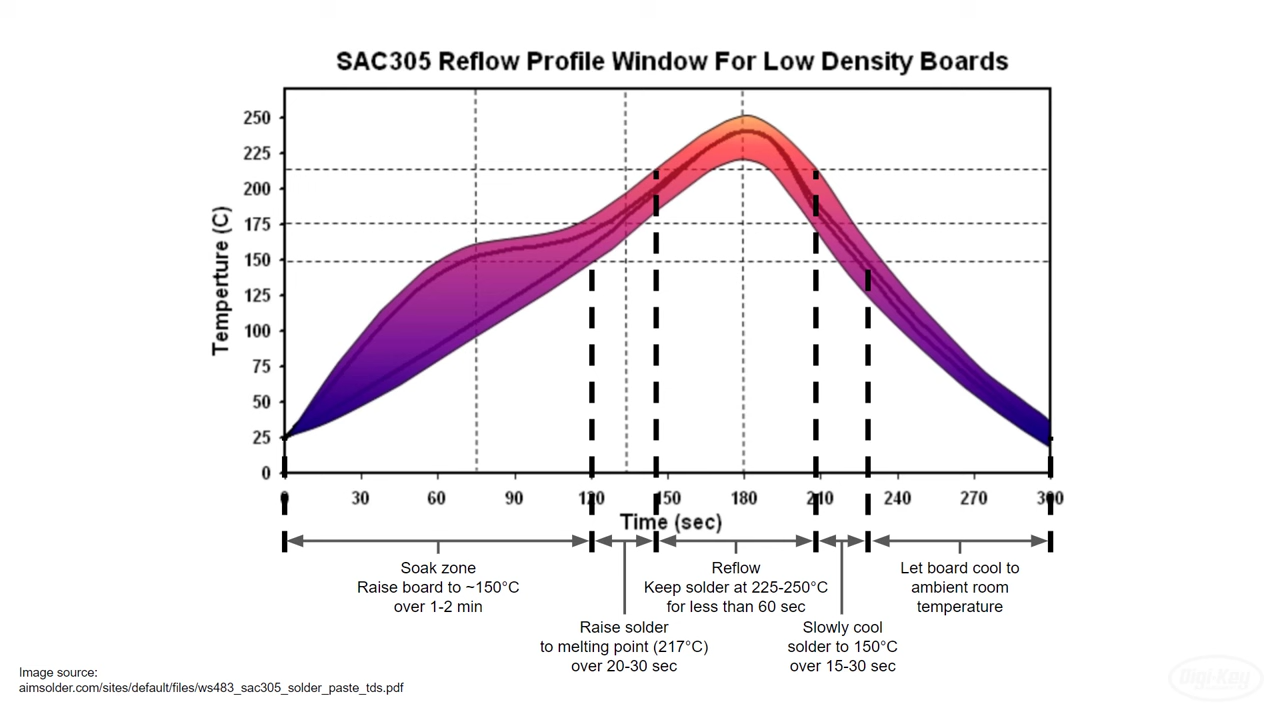 SAC305 Reflow Profile Window For Low Density Boards
Temperture (C)
250
225
200
175
150
125
100
75
50
25
0
0 30 60 90 120 150 180 210 240 270 300
Time (sec)
Soak zone
Raise board to ~150°C
over 1-2 min
Raise solder
to melting point (217°C)
over 20-30 sec
Reflow
Keep solder at 225-250°C
for less than 60 sec
Slowly cool
solder to 150°C
over 15-30 sec
Let board cool to
ambient room
temperature
Image source:
aimsolder.com/sites/default/files/ws483_sac305_solder_paste_tds.pdf
Digi-Key